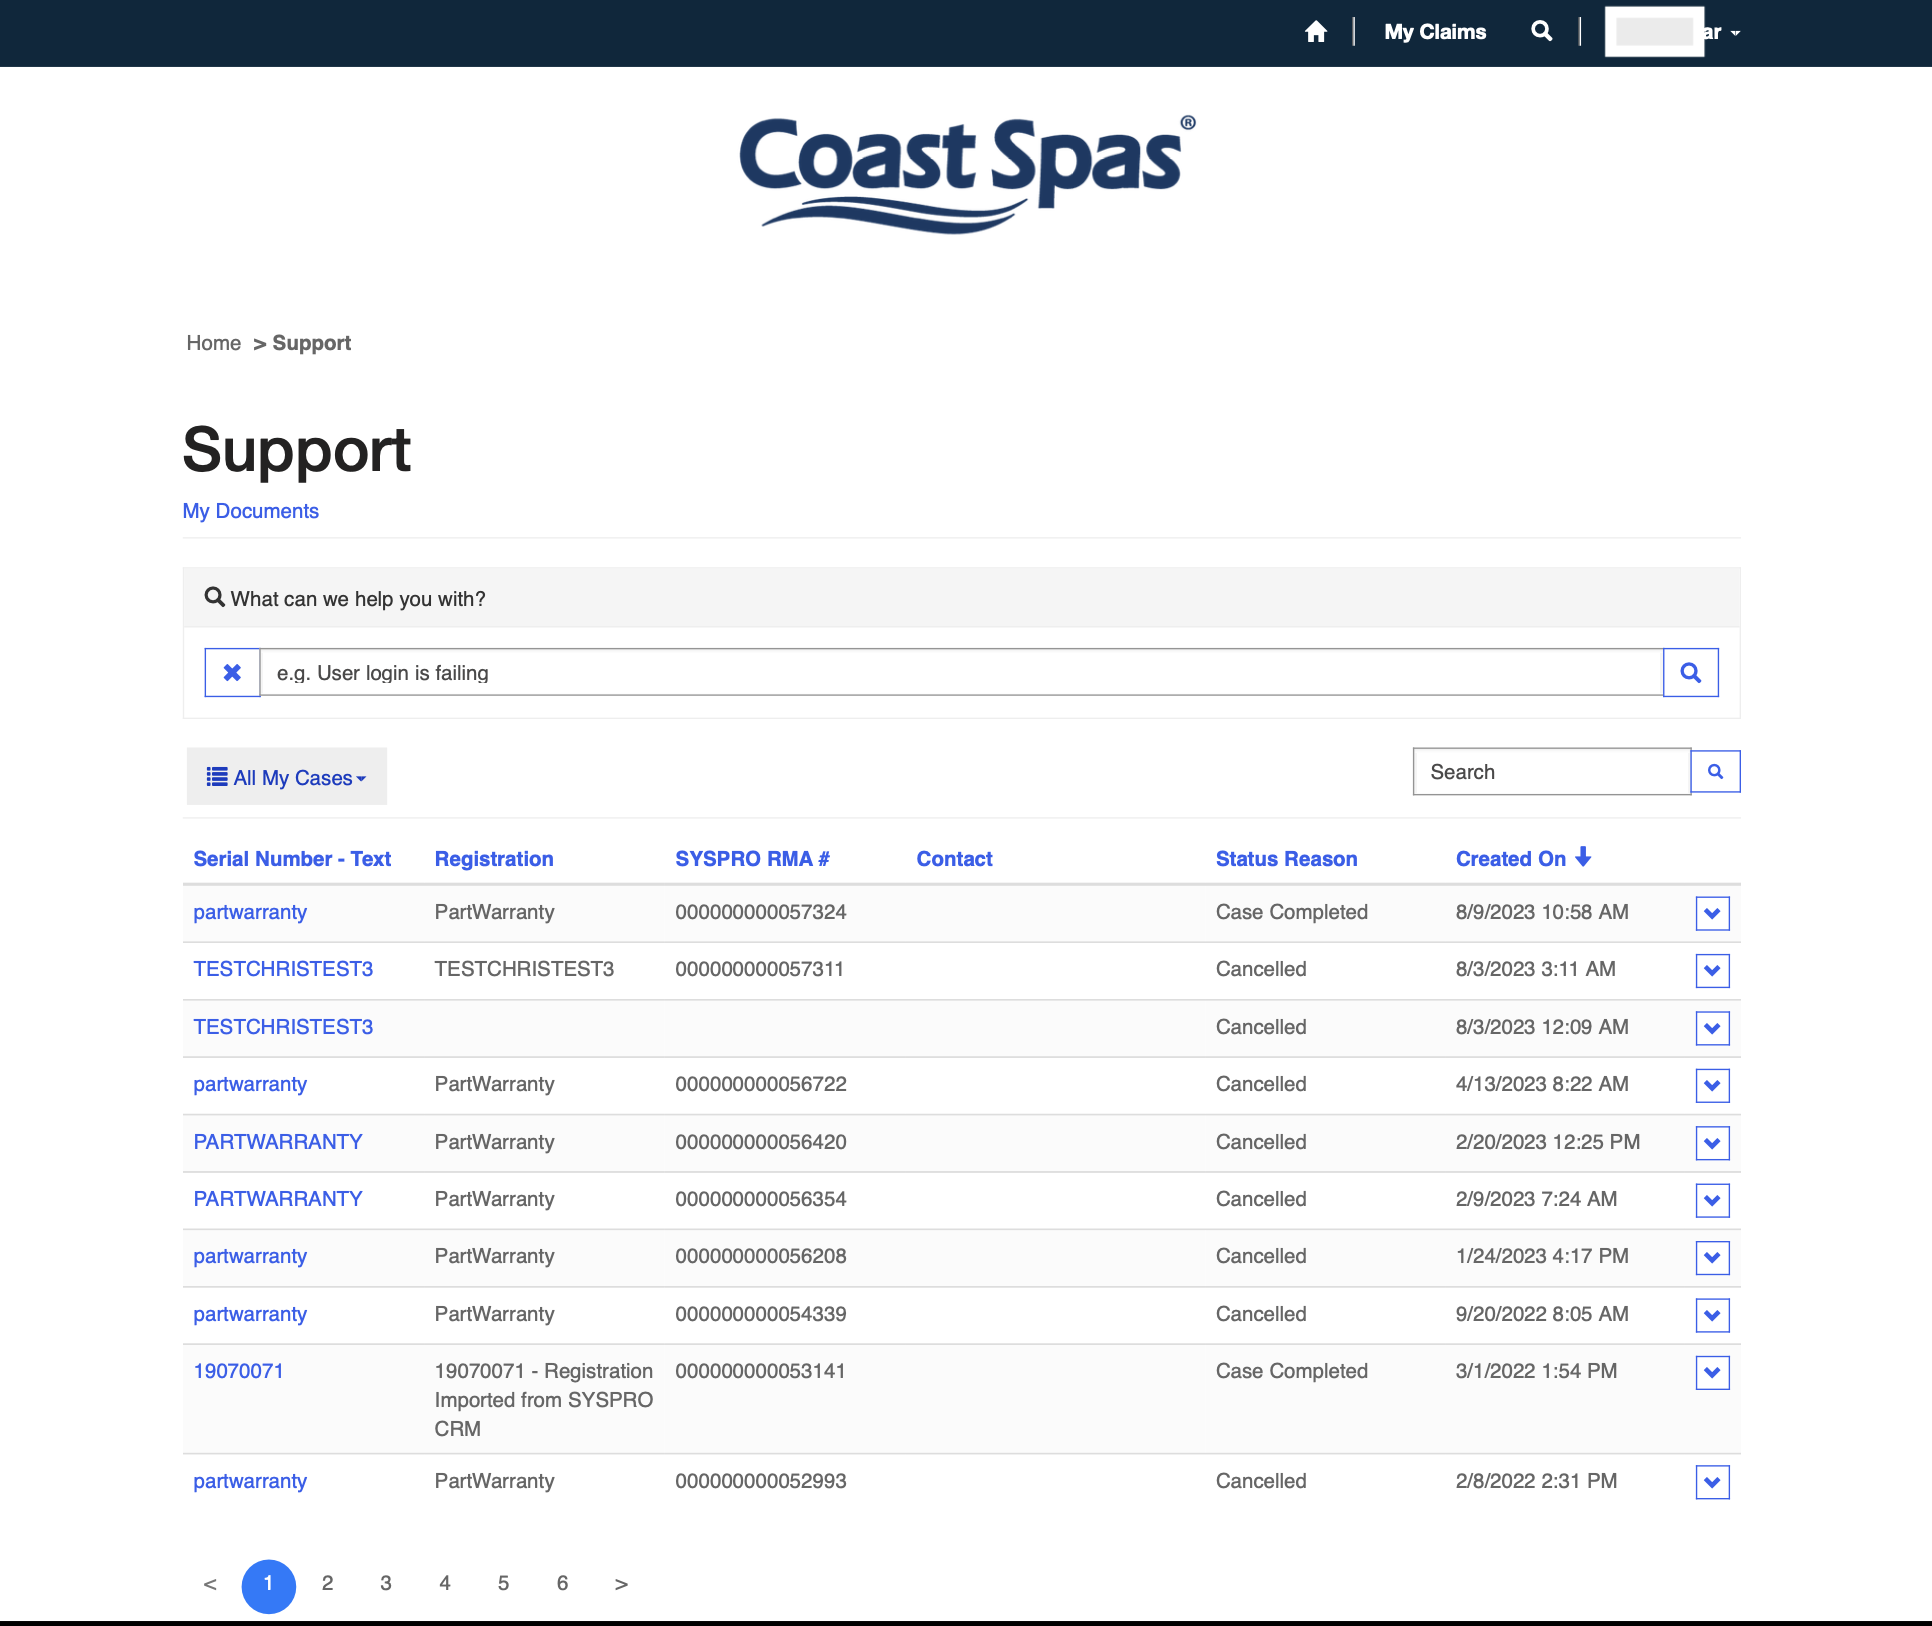 My Claims
ar
Coast Spas®
Home > Support
Support
My Documents
What can we help you with?
e.g. User login is failing
All My Cases
Search
Serial Number - Text Registration SYSPRO RMA # Contact Status Reason Created On
partwarranty PartWarranty 000000000057324 Case Completed 8/9/2023 10:58 AM
TESTCHRISTEST3 TESTCHRISTEST3 000000000057311 Cancelled 8/3/2023 3:11 AM
TESTCHRISTEST3 Cancelled 8/3/2023 12:09 AM
partwarranty PartWarranty 000000000056722 Cancelled 4/13/2023 8:22 AM
PARTWARRANTY PartWarranty 000000000056420 Cancelled 2/20/2023 12:25 PM
PARTWARRANTY PartWarranty 000000000056354 Cancelled 2/9/2023 7:24 AM
partwarranty PartWarranty 000000000056208 Cancelled 1/24/2023 4:17 PM
partwarranty PartWarranty 000000000054339 Cancelled 9/20/2022 8:05 AM
19070071 19070071 - Registration 000000000053141 Case Completed 3/1/2022 1:54 PM
Imported from SYSPRO
CRM
partwarranty PartWarranty 000000000052993 Cancelled 2/8/2022 2:31 PM
< 1 2 3 4 5 6 >